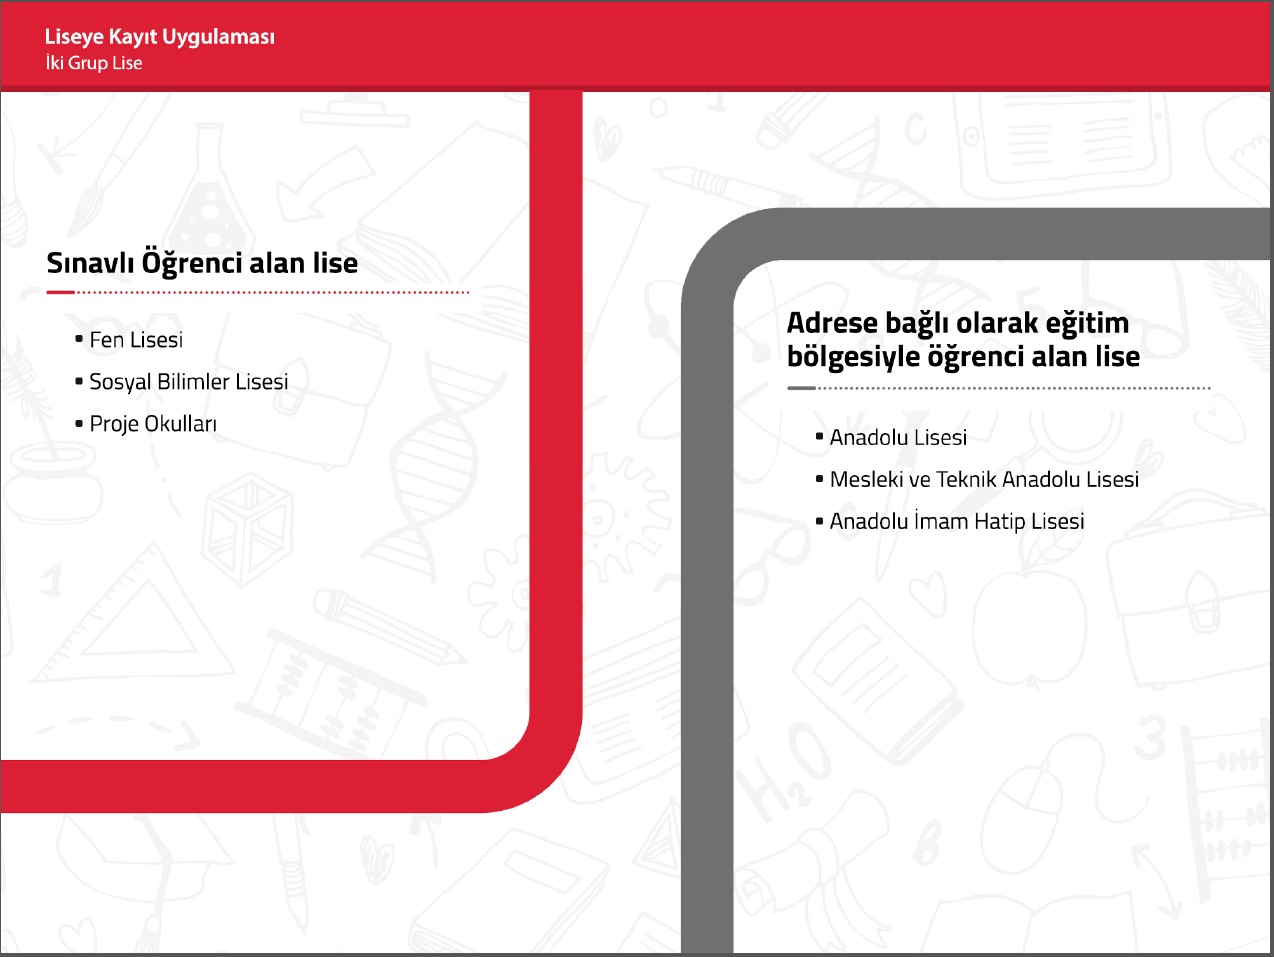 Liseye Kayıt Uygulaması
İki Grup Lise
Sınavlı Öğrenci alan lise
▪ Fen Lisesi
▪ Sosyal Bilimler Lisesi
▪ Proje Okulları
Adrese bağlı olarak eğitim
bölgesiyle öğrenci alan lise
▪ Anadolu Lisesi
▪ Mesleki ve Teknik Anadolu Lisesi
▪ Anadolu İmam Hatip Lisesi
H₂O